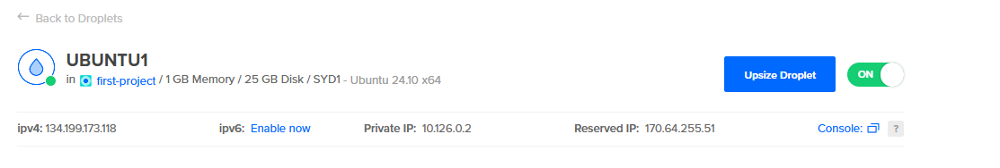 ← Back to Droplets
UBUNTU1
in first-project / 1 GB Memory / 25 GB Disk / SYD1 - Ubuntu 24.10 x64
Upsize Droplet
ON
ipv4: 134.199.173.118 ipv6: Enable now Private IP: 10.126.0.2 Reserved IP: 170.64.255.51 Console: ?